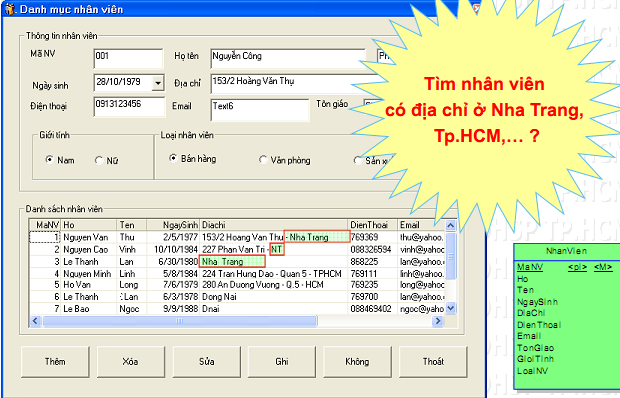 Danh mục nhân viên
Thông tin nhân viên
Mã NV 001 Họ tên Nguyễn Công
Ngày sinh 28/10/1979 Địa chỉ 153/2 Hoàng Văn Thụ
Điện thoại 0913123456 Email Text6 Tôn giáo
Giới tính Loại nhân viên
Nam Nữ Bán hàng Văn phòng Sản x
Tìm nhân viên
có địa chỉ ở Nha Trang,
Tp.HCM,… ?
Danh sách nhân viên
MaNV Ho Ten NgaySinh Diachi DienThoai Email
1 Nguyen Van Thu 2/5/1977 153/2 Hoang Van Thu - Nha Trang 769369 thu@yahoo.
2 Nguyen Cao Vinh 10/10/1984 227 Phan Van Tri - NT 088326594 vinh@yahoo
3 Le Thanh Lan 6/30/1980 Nha Trang 868225 lan@yahoo.c
4 Nguyen Minh Linh 5/8/1984 224 Tran Hung Dao - Quan 5 - TPHCM 769111 linh@yahoo.
5 Ho Van Long 7/6/1979 280 An Duong Vuong - Q.5 - HCM 769235 long@yahoo
6 Le Thanh Lan 6/3/1978 Dong Nai 769700 lan@yahoo.c
7 Le Bao Ngoc 9/9/1988 Dnai 088469402 ngoc@yaho
Thêm Xóa Sửa Ghi Không Thoát
NhanVien
MaNV <pi> <M>
Ho
Ten
NgaySinh
DiaChi
DienThoai
Email
TonGiao
GioiTinh
LoaiNV